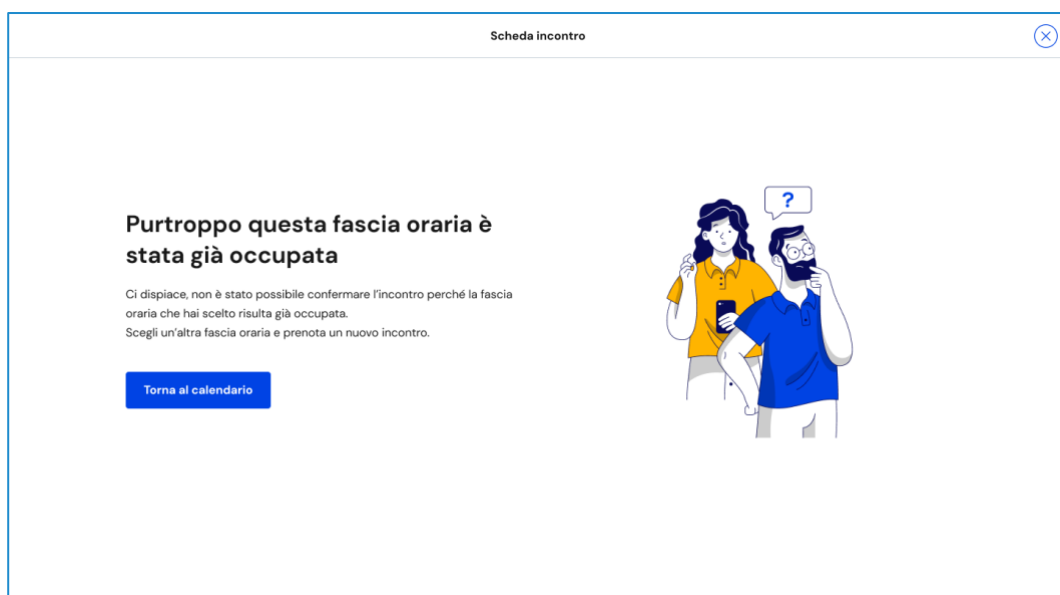 Scheda incontro
?
Purtroppo questa fascia oraria è
stata già occupata
Ci dispiace, non è stato possibile confermare l'incontro perché la fascia
oraria che hai scelto risulta già occupata.
Scegli un'altra fascia oraria e prenota un nuovo incontro.
Torna al calendario